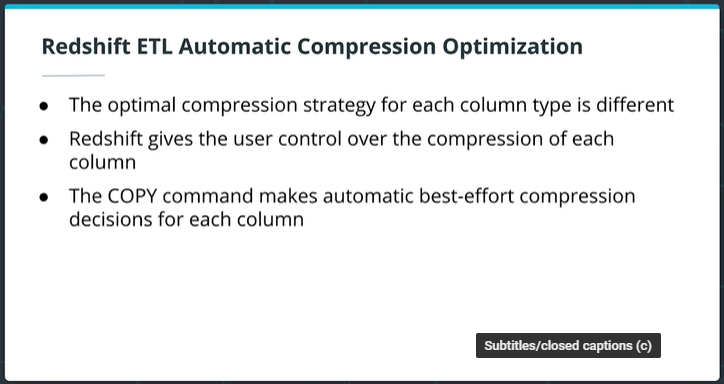 Redshift ETL Automatic Compression Optimization
● The optimal compression strategy for each column type is different
● Redshift gives the user control over the compression of each
column
● The COPY command makes automatic best-effort compression
decisions for each column
Subtitles/closed captions (c)